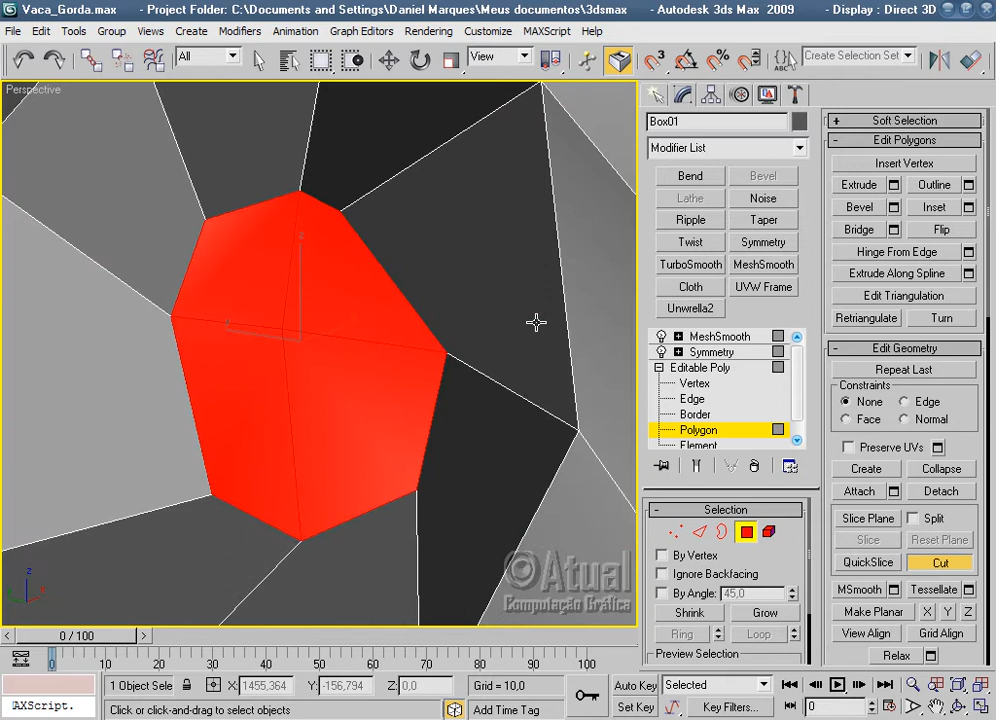 Vaca_Gorda.max - Project Folder: C:\Documents and Settings\Daniel Marques\Meus documentos\3dsmax - Autodesk 3ds Max 2009 - Display : Direct 3D
File Edit Tools Group Views Create Modifiers Animation Graph Editors Rendering Customize MAXScript Help
All View Create Selection Set
Perspective
Box01
Modifier List
Bend Bevel
Lathe Noise
Ripple Taper
Twist Symmetry
TurboSmooth MeshSmooth
Cloth UVW Frame
Unwrella2
MeshSmooth
Symmetry
Editable Poly
Vertex
Edge
Border
Polygon
Element
- Selection
By Vertex
Ignore Backfacing
By Angle: 45,0
Shrink Grow
Ring Loop
Preview Selection
+ Soft Selection
- Edit Polygons
Insert Vertex
Extrude Outline
Bevel Inset
Bridge Flip
Hinge From Edge
Extrude Along Spline
Edit Triangulation
Retriangulate Turn
- Edit Geometry
Repeat Last
Constraints
None Edge
Face Normal
Preserve UVs
Create Collapse
Attach Detach
Slice Plane Split
Slice Reset Plane
QuickSlice Cut
MSmooth Tessellate
Make Planar X Y Z
View Align Grid Align
Relax
©Atual
Computação Gráfica
z
x
0 / 100
0 10 20 30 40 50 60 70 80 90 100
1 Object Sele X: 1455,364 Y: -156,794 Z: 0,0 Grid = 10,0 Auto Key Selected
AXScript. Click or click-and-drag to select objects Add Time Tag Set Key Key Filters... 0